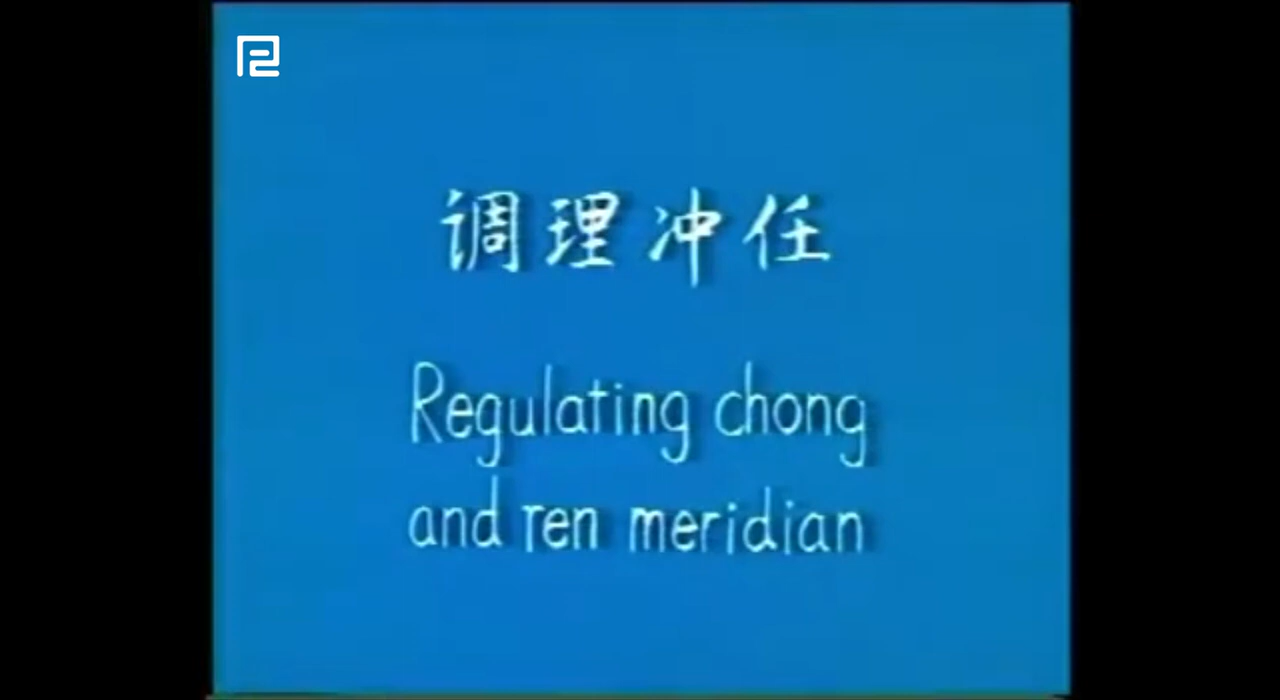 调理冲任
Regulating chong
and ren meridian